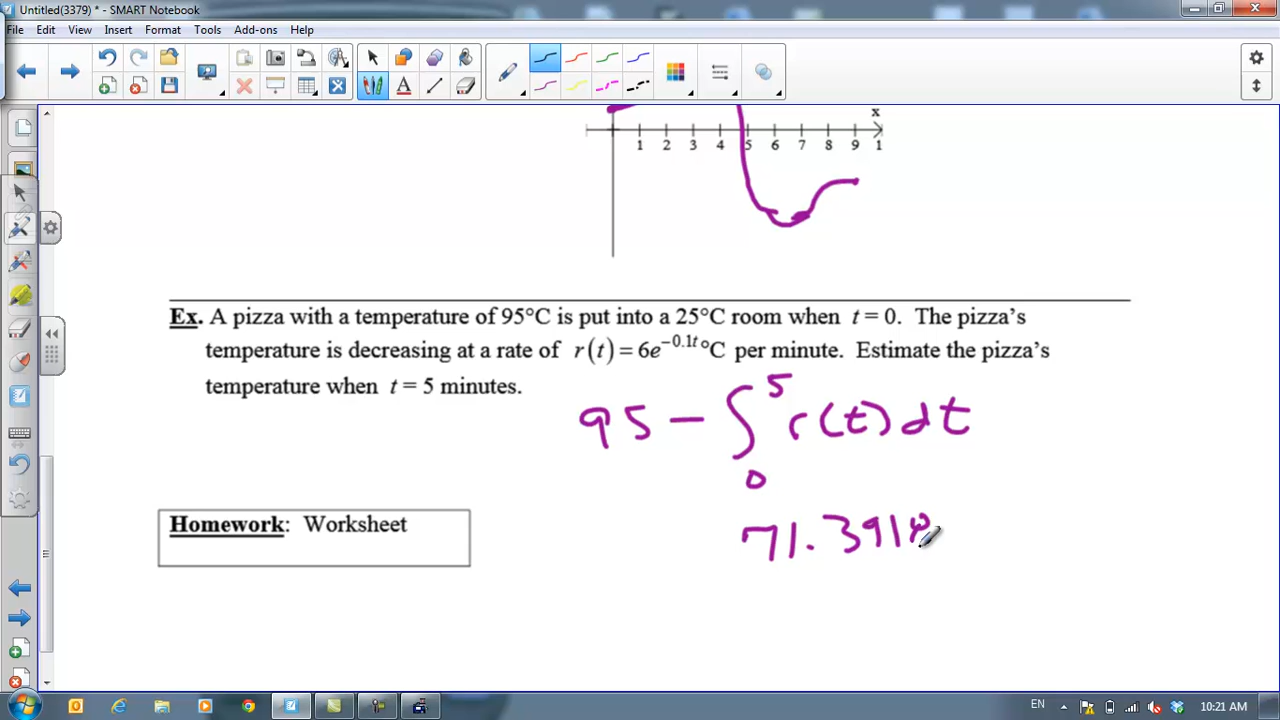 Untitled(3379) * - SMART Notebook
File Edit View Insert Format Tools Add-ons Help
x
1 2 3 4 5 6 7 8 9 1
Ex. A pizza with a temperature of 95°C is put into a 25°C room when t = 0. The pizza's
temperature is decreasing at a rate of r(t) = 6e^{-0.1t} °C per minute. Estimate the pizza's
temperature when t = 5 minutes.
95 - ∫_0^5 r(t) dt
Homework: Worksheet
71.3918
EN 10:21 AM